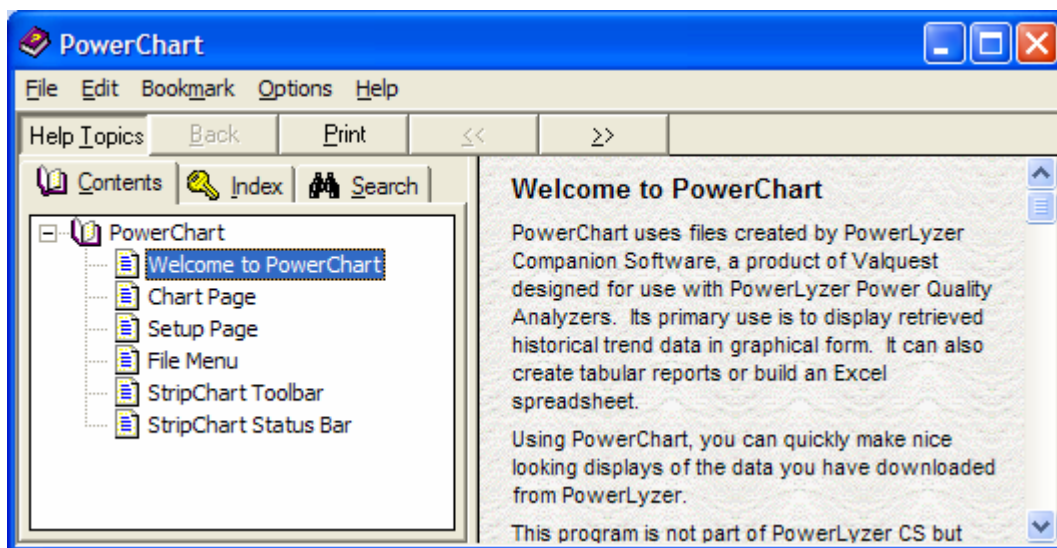 PowerChart
File Edit Bookmark Options Help
Help Topics Back Print << >>
Contents Index Search
PowerChart
Welcome to PowerChart
Chart Page
Setup Page
File Menu
StripChart Toolbar
StripChart Status Bar
Welcome to PowerChart
PowerChart uses files created by PowerLyzer
Companion Software, a product of Valquest
designed for use with PowerLyzer Power Quality
Analyzers. Its primary use is to display retrieved
historical trend data in graphical form. It can also
create tabular reports or build an Excel
spreadsheet.
Using PowerChart, you can quickly make nice
looking displays of the data you have downloaded
from PowerLyzer.
This program is not part of PowerLyzer CS but